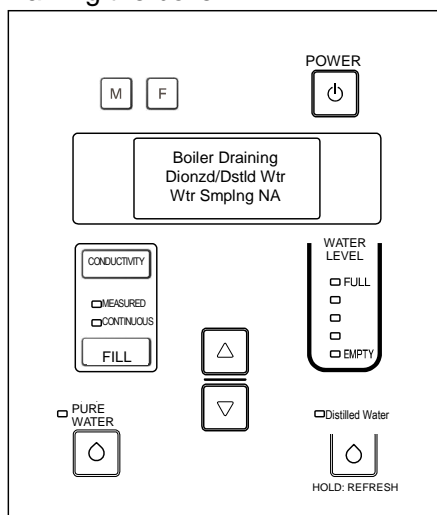 POWER
M F
Boiler Draining
Dionzd/Dstld Wtr
Wtr Smplng NA
CONDUCTIVITY
MEASURED
CONTINUOUS
FILL
WATER
LEVEL
FULL
EMPTY
PURE
WATER
Distilled Water
HOLD: REFRESH